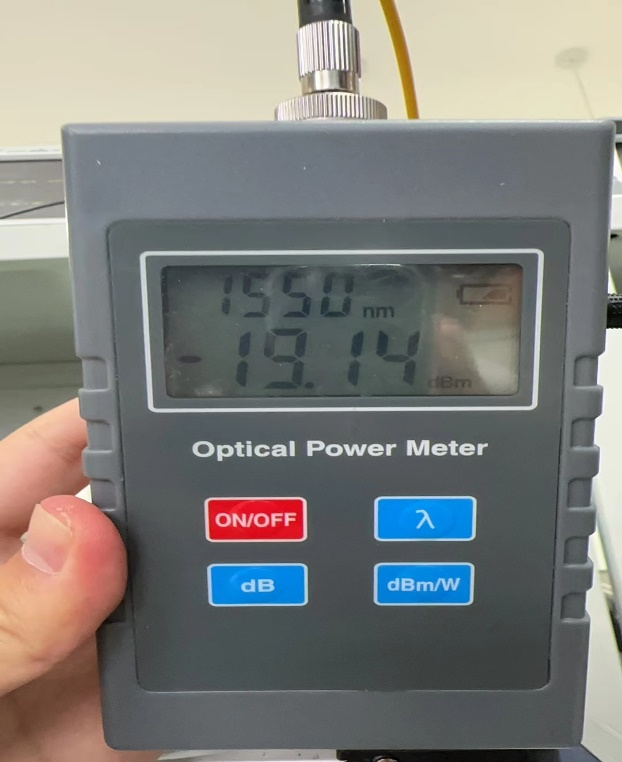 1550 nm
-19.14 dBm
Optical Power Meter
ON/OFF λ
dB dBm/W